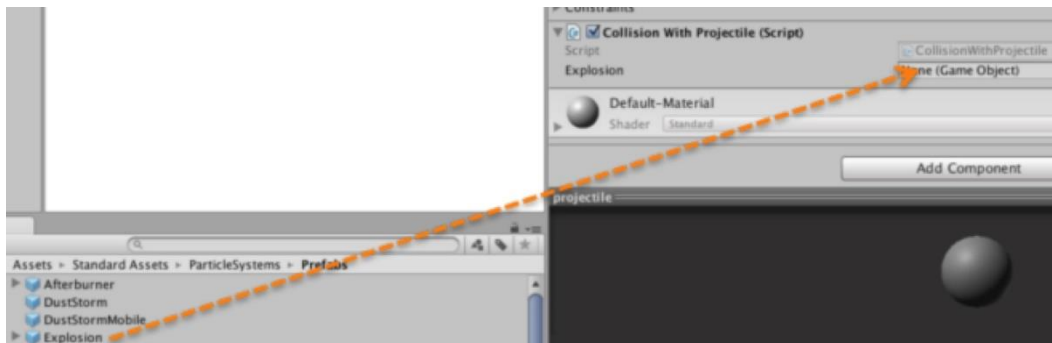 Constraints
Collision With Projectile (Script)
Script CollisionWithProjectile
Explosion None (Game Object)
Default-Material
Shader Standard
Add Component
projectile
Assets ▸ Standard Assets ▸ ParticleSystems ▸ Prefabs
Afterburner
DustStorm
DustStormMobile
Explosion